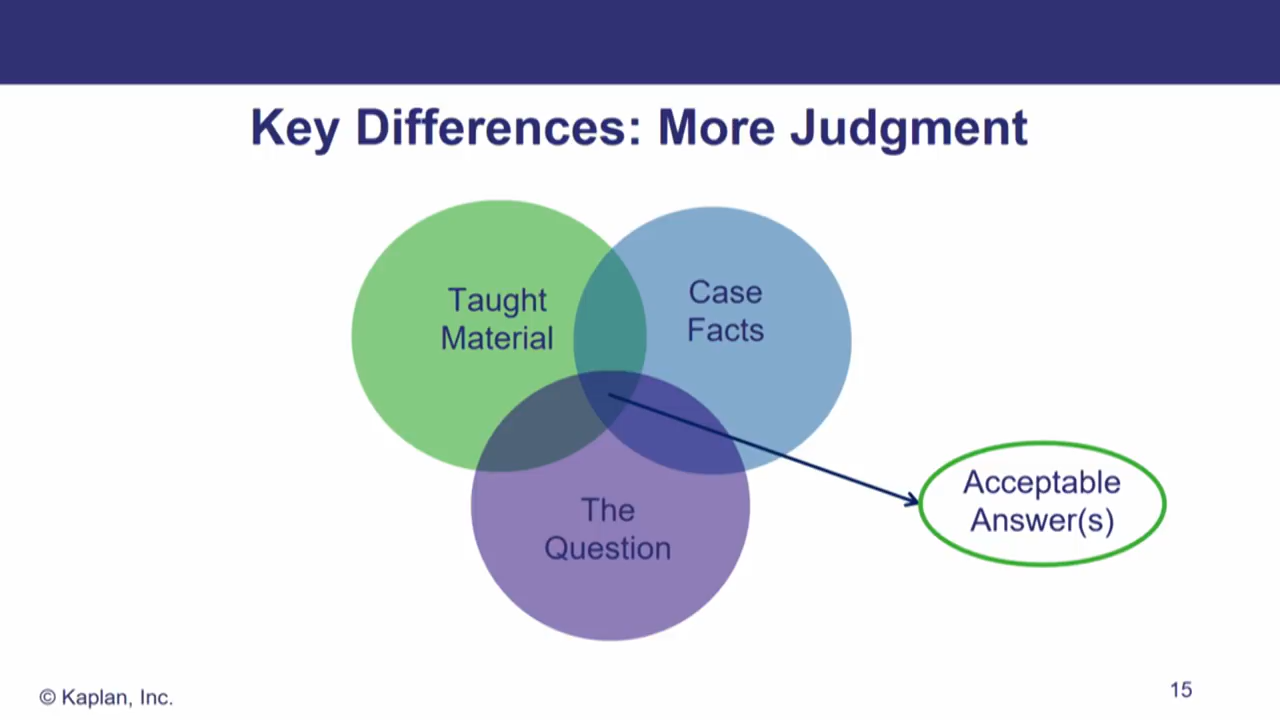 Key Differences: More Judgment
Taught
Material
Case
Facts
The
Question
Acceptable
Answer(s)
© Kaplan, Inc.
15